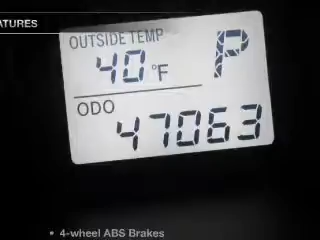 ATURES
OUTSIDE TEMP
P
40 °F
ODO
47063
• 4-wheel ABS Brakes